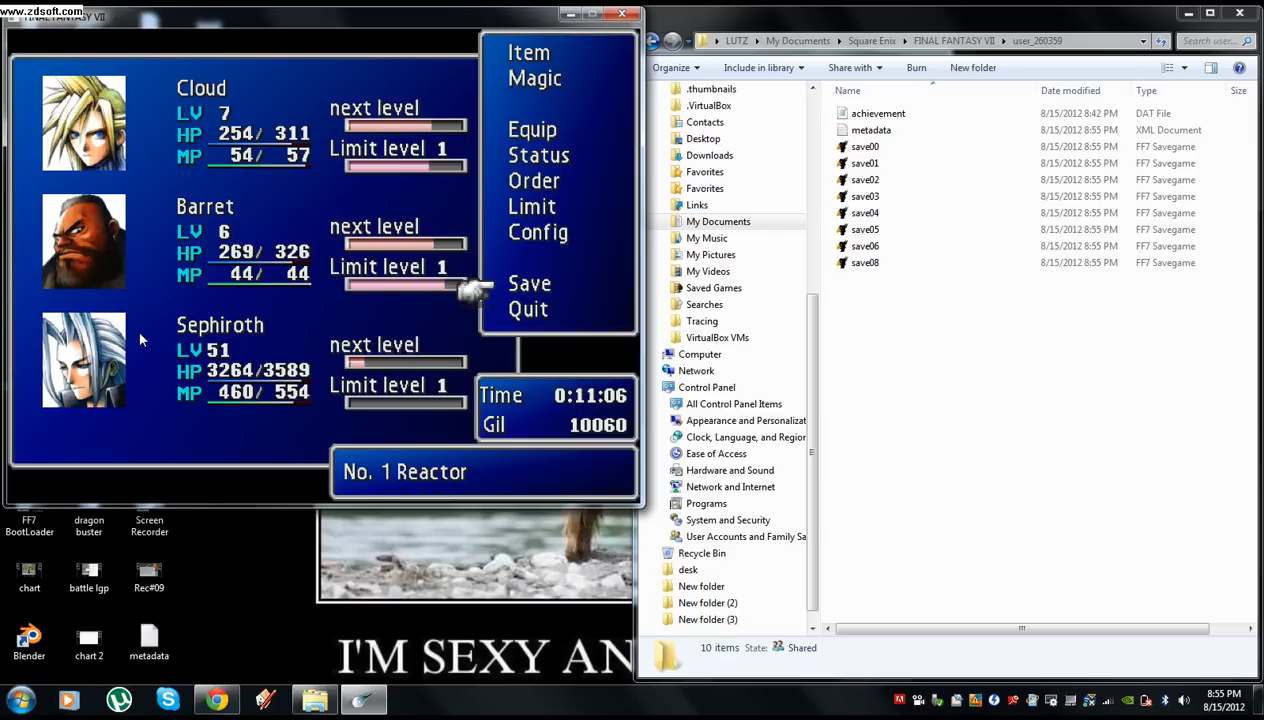 www.zdsoft.com
FINAL FANTASY VII
Cloud
LV 7
HP 254/ 311
MP 54/ 57
next level
Limit level 1
Barret
LV 6
HP 269/ 326
MP 44/ 44
next level
Limit level 1
Sephiroth
LV 51
HP 3264/3589
MP 460/ 554
next level
Limit level 1
Item
Magic
Equip
Status
Order
Limit
Config
Save
Quit
Time 0:11:06
Gil 10060
No. 1 Reactor
LUTZ
My Documents
Square Enix
FINAL FANTASY VII
user_260359
Search user...
Organize
Include in library
Share with
Burn
New folder
.thumbnails
.VirtualBox
Contacts
Desktop
Downloads
Favorites
Favorites
Links
My Documents
My Music
My Pictures
My Videos
Saved Games
Searches
Tracing
VirtualBox VMs
Computer
Network
Control Panel
All Control Panel Items
Appearance and Personalizat
Clock, Language, and Region
Ease of Access
Hardware and Sound
Network and Internet
Programs
System and Security
User Accounts and Family Sa
Recycle Bin
desk
New folder
New folder (2)
New folder (3)
Name Date modified Type Size
achievement 8/15/2012 8:42 PM DAT File
metadata 8/15/2012 8:55 PM XML Document
save00 8/15/2012 8:55 PM FF7 Savegame
save01 8/15/2012 8:55 PM FF7 Savegame
save02 8/15/2012 8:55 PM FF7 Savegame
save03 8/15/2012 8:55 PM FF7 Savegame
save04 8/15/2012 8:55 PM FF7 Savegame
save05 8/15/2012 8:55 PM FF7 Savegame
save06 8/15/2012 8:55 PM FF7 Savegame
save08 8/15/2012 8:55 PM FF7 Savegame
10 items State: Shared
FF7 BootLoader
dragon buster
Screen Recorder
chart
battle lgp
Rec#09
Blender
chart 2
metadata
I'M SEXY AN
8:55 PM
8/15/2012